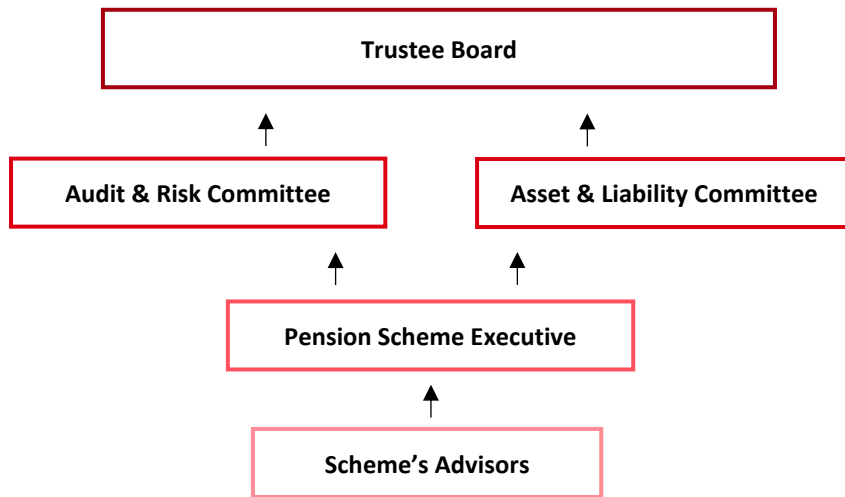 Trustee Board
Audit & Risk Committee
Asset & Liability Committee
Pension Scheme Executive
Scheme’s Advisors